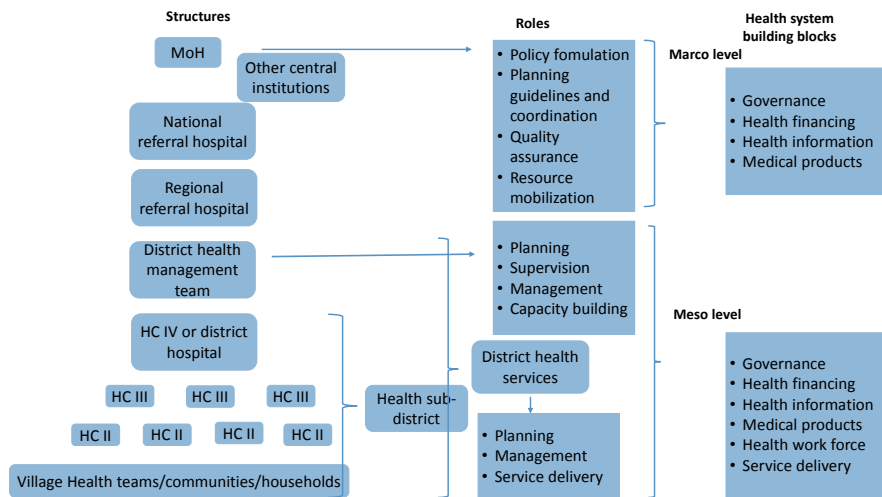 Structures
Roles
Health system
building blocks
MoH
Other central
institutions
National
referral hospital
Regional
referral hospital
District health
management
team
HC IV or district
hospital
HC III
HC III
HC III
HC II
HC II
HC II
HC II
Village Health teams/communities/households
Health sub-
district
• Policy fomulation
• Planning
guidelines and
coordination
• Quality
assurance
• Resource
mobilization
• Planning
• Supervision
• Management
• Capacity building
District health
services
• Planning
• Management
• Service delivery
Marco level
• Governance
• Health financing
• Health information
• Medical products
Meso level
• Governance
• Health financing
• Health information
• Medical products
• Health work force
• Service delivery